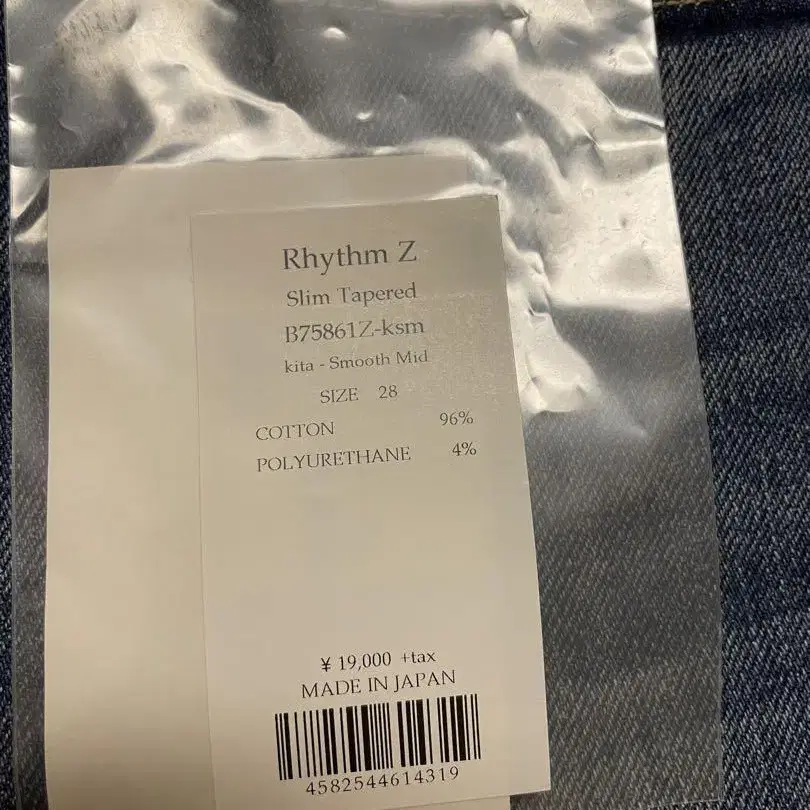 Rhythm Z
Slim Tapered
B75861Z-ksm
kita - Smooth Mid
SIZE 28
COTTON 96%
POLYURETHANE 4%
¥ 19,000 +tax
MADE IN JAPAN
4582544614319